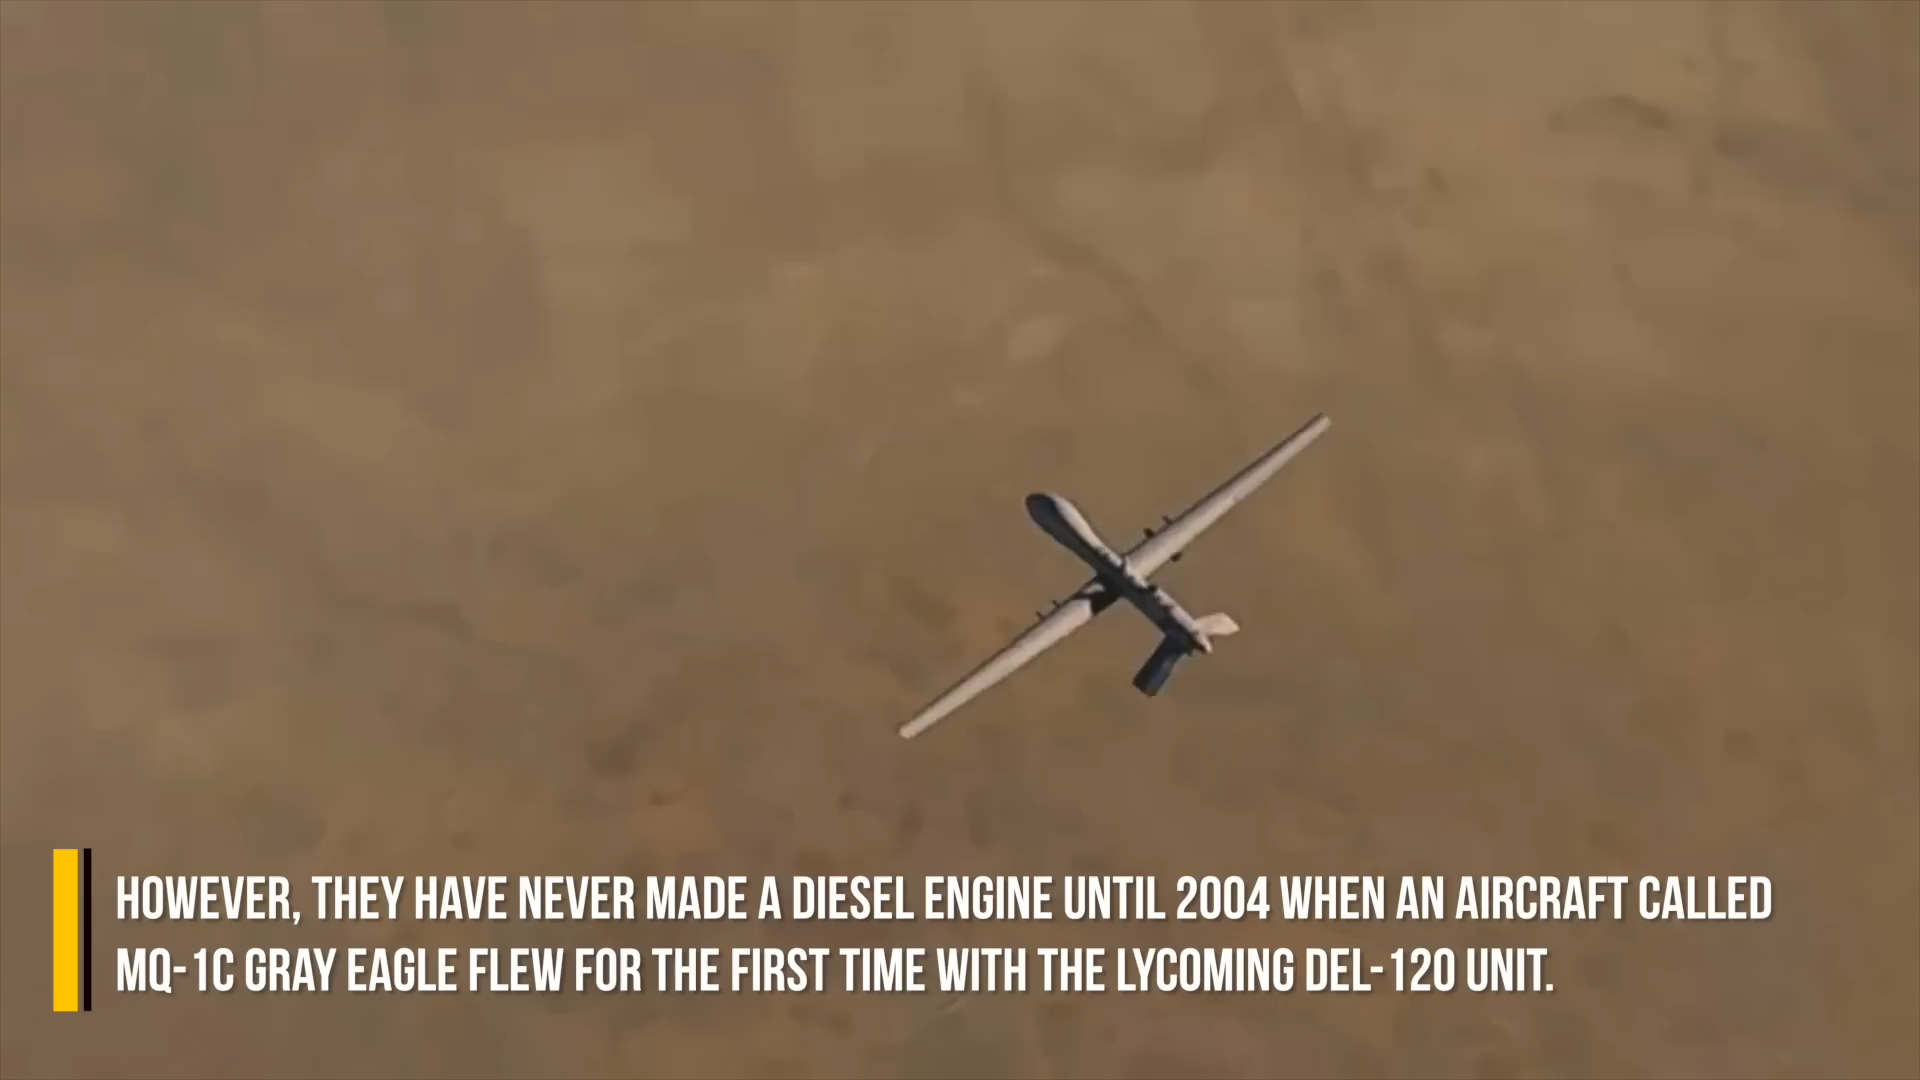 HOWEVER, THEY HAVE NEVER MADE A DIESEL ENGINE UNTIL 2004 WHEN AN AIRCRAFT CALLED
MQ-1C GRAY EAGLE FLEW FOR THE FIRST TIME WITH THE LYCOMING DEL-120 UNIT.